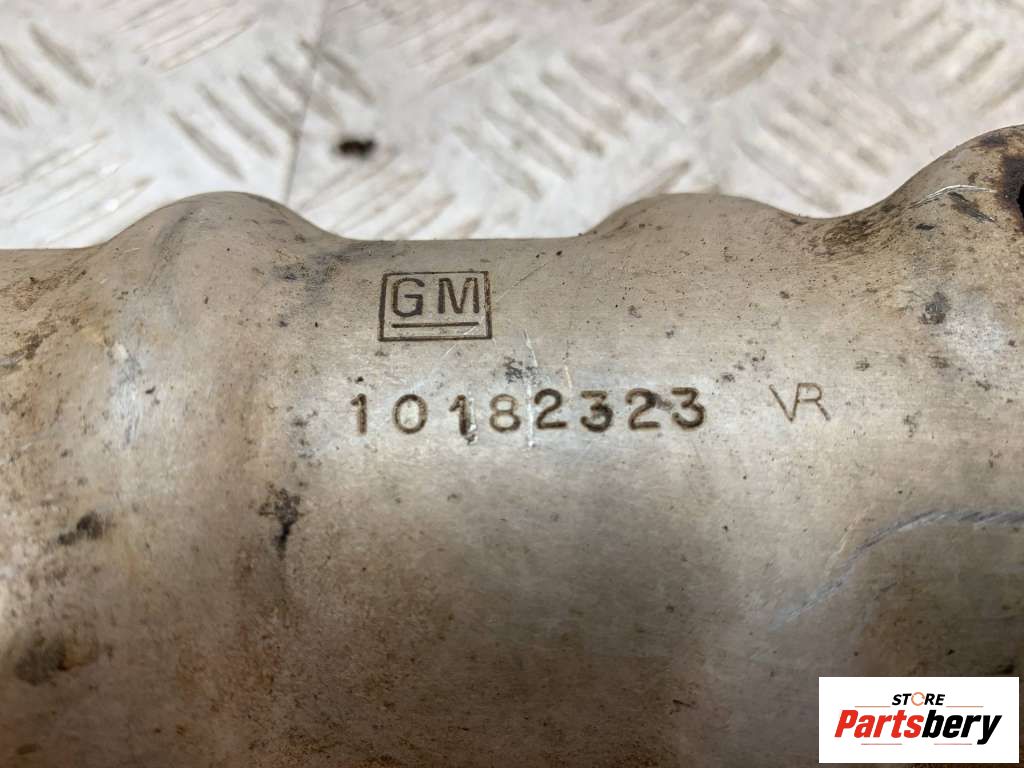 GM
10182323 VR
STORE
Partsbery